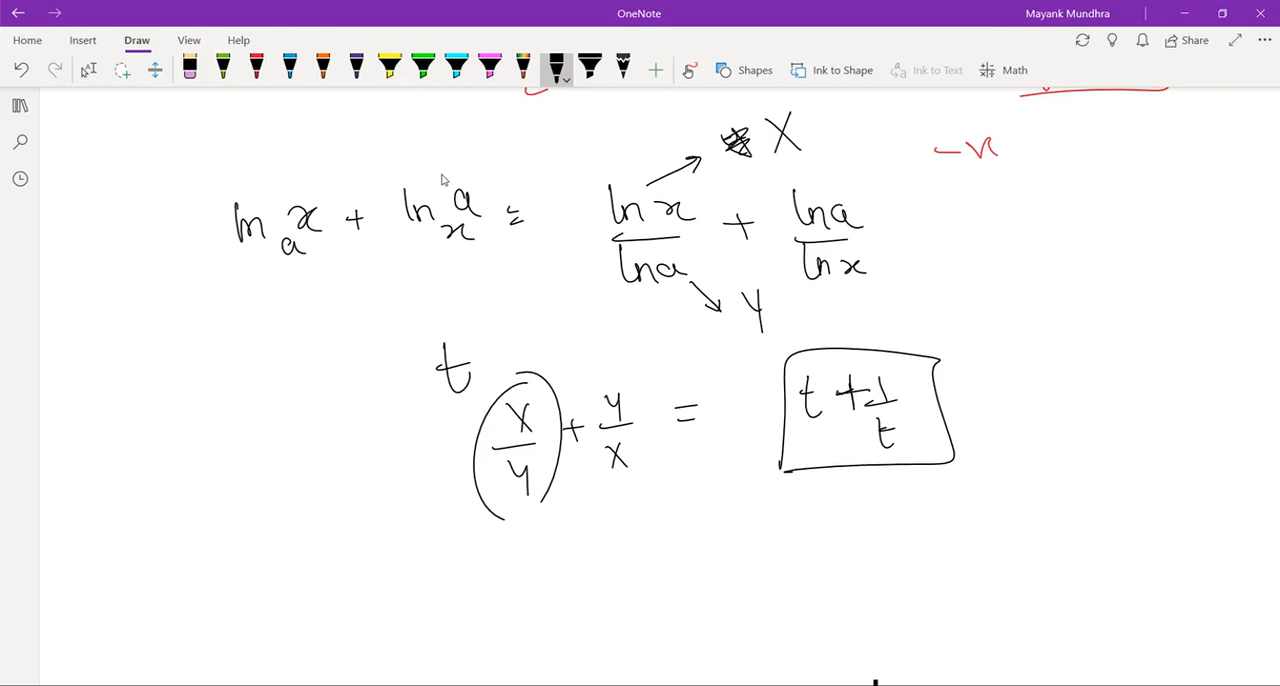 OneNote
Mayank Mundhra
Home Insert Draw View Help
Share
Shapes Ink to Shape Ink to Text Math
X
-ve
ln_a x + ln_x a = ln x / ln a + ln a / ln x
y
t
x/y + y/x = t + 1/t